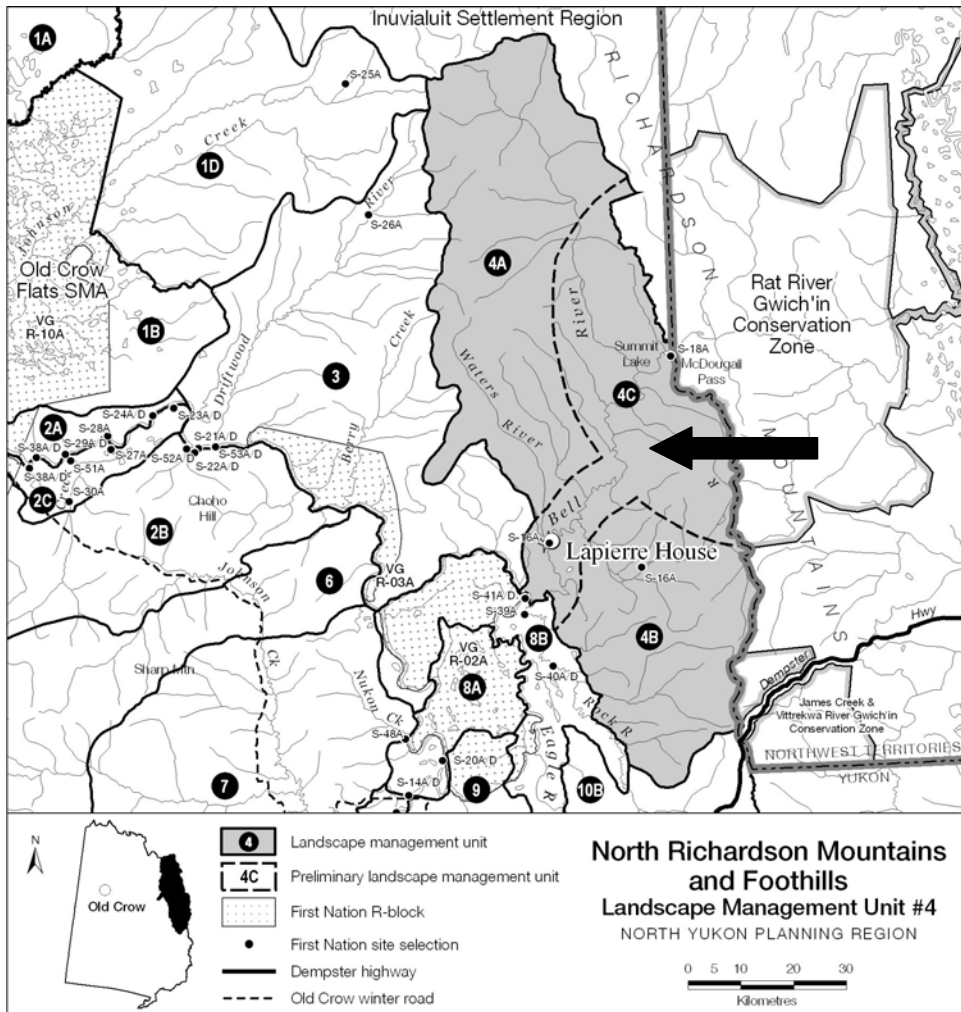 Inuvialuit Settlement Region
1A
S-25A
RICHARDSON
Creek
1D
River
S-26A
Johnson
4A
Rat River
Gwich'in
Conservation
Zone
Old Crow
Flats SMA
VG
R-10A
1B
Creek
River
Summit
Lake
S-18A
McDougall
Pass
Driftwood
3
Waters
River
4C
2A
S-24A/D
S-23A/D
S-28A
S-29A/D
S-38A/D
S-27A
S-21A/D
S-53A/D
S-52A/D
S-22A/D
S-51A
S-38A/D
S-30A
2C
Creek
Berry
MOUNTAINS
R
Choho
Hill
2B
Bell
S-16A
Lapierre House
S-16A
Johnson
6
VG
R-03A
S-41A/D
S-39A
8B
4B
Hwy
Dempster
VG
R-02A
8A
S-40A/D
Rock R
Sharp Mtn
Ck
Nukon Ck
S-48A
Eagle R
James Creek &
Vittrekwa River Gwich'in
Conservation Zone
NORTHWEST TERRITORIES
YUKON
S-20A/D
S-14A/D
7
9
10B
N
Old Crow
4 Landscape management unit
4C Preliminary landscape management unit
First Nation R-block
First Nation site selection
Dempster highway
Old Crow winter road
North Richardson Mountains
and Foothills
Landscape Management Unit #4
NORTH YUKON PLANNING REGION
0 10 20 30
Kilometres